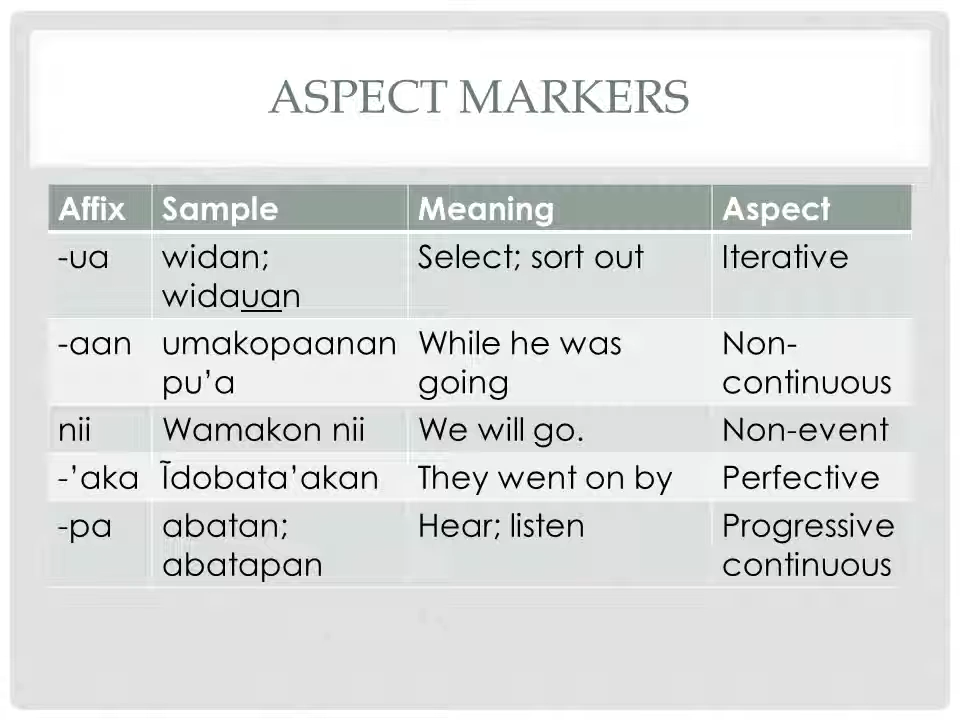 ASPECT MARKERS
Affix Sample Meaning Aspect
-ua widan; Select; sort out Iterative
widauan
-aan umakopaanan While he was Non-
pu’a going continuous
nii Wamakon nii We will go. Non-event
-’aka Ĩdobata’akan They went on by Perfective
-pa abatan; Hear; listen Progressive
abatapan continuous